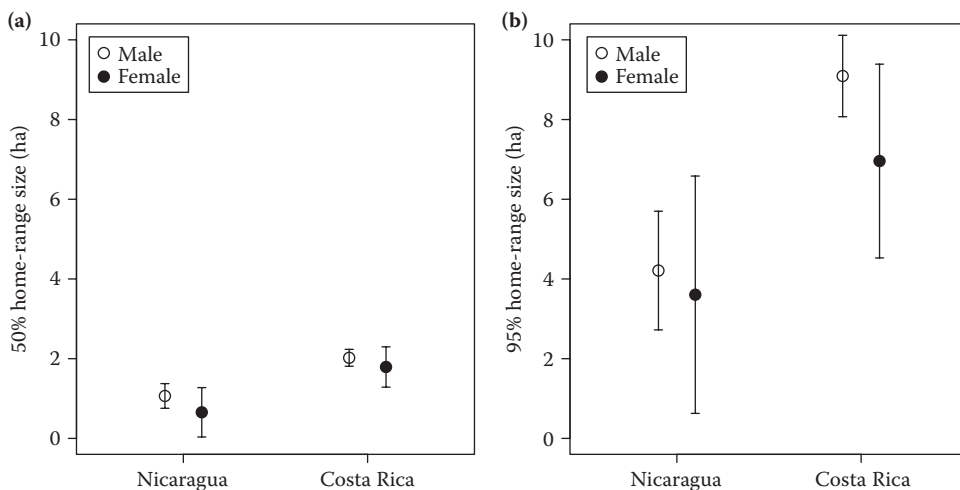 (a)
10
8
6
4
2
0
50% home-range size (ha)
Male
Female
Nicaragua
Costa Rica
(b)
10
8
6
4
2
0
95% home-range size (ha)
Male
Female
Nicaragua
Costa Rica